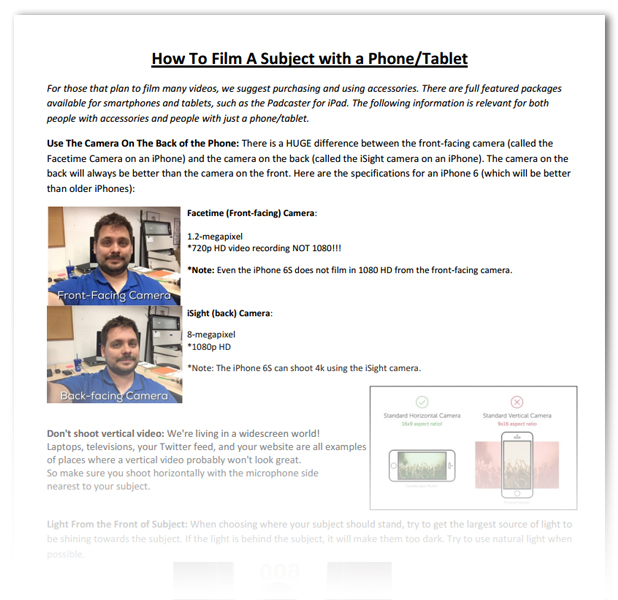 How To Film A Subject with a Phone/Tablet
For those that plan to film many videos, we suggest purchasing and using accessories. There are full featured packages
available for smartphones and tablets, such as the Padcaster for iPad. The following information is relevant for both
people with accessories and people with just a phone/tablet.
Use The Camera On The Back of the Phone: There is a HUGE difference between the front-facing camera (called the
Facetime Camera on an iPhone) and the camera on the back (called the iSight camera on an iPhone). The camera on the
back will always be better than the camera on the front. Here are the specifications for an iPhone 6 (which will be better
than older iPhones):
Front-Facing Camera
Facetime (Front-facing) Camera:
1.2-megapixel
*720p HD video recording NOT 1080!!!
*Note: Even the iPhone 6S does not film in 1080 HD from the front-facing camera.
Back-facing Camera
iSight (back) Camera:
8-megapixel
*1080p HD
*Note: The iPhone 6S can shoot 4k using the iSight camera.
Don't shoot vertical video: We're living in a widescreen world!
Laptops, televisions, your Twitter feed, and your website are all examples
of places where a vertical video probably won't look great.
So make sure you shoot horizontally with the microphone side
nearest to your subject.
Standard Horizontal Camera
16x9 aspect ratio!
Standard Vertical Camera
9x16 aspect ratio
Light From the Front of Subject: When choosing where your subject should stand, try to get the largest source of light to
be shining towards the subject. If the light is behind the subject, it will make them too dark. Try to use natural light when
possible